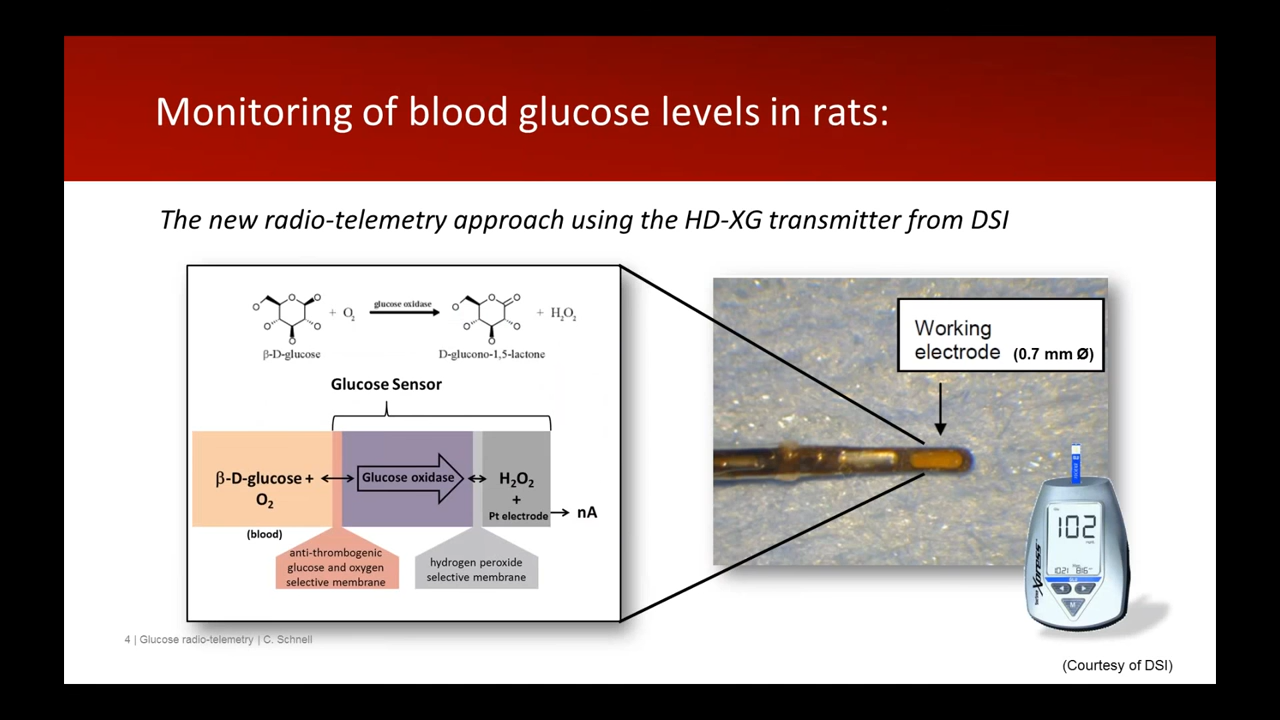 Monitoring of blood glucose levels in rats:
The new radio-telemetry approach using the HD-XG transmitter from DSI
+ O₂
glucose oxidase
+ H₂O₂
β-D-glucose
D-glucono-1,5-lactone
Glucose Sensor
β-D-glucose +
O₂
(blood)
Glucose oxidase
H₂O₂
+
Pt electrode
nA
anti-thrombogenic
glucose and oxygen
selective membrane
hydrogen peroxide
selective membrane
Working
electrode (0.7 mm Ø)
102
4 | Glucose radio-telemetry | C. Schnell
(Courtesy of DSI)